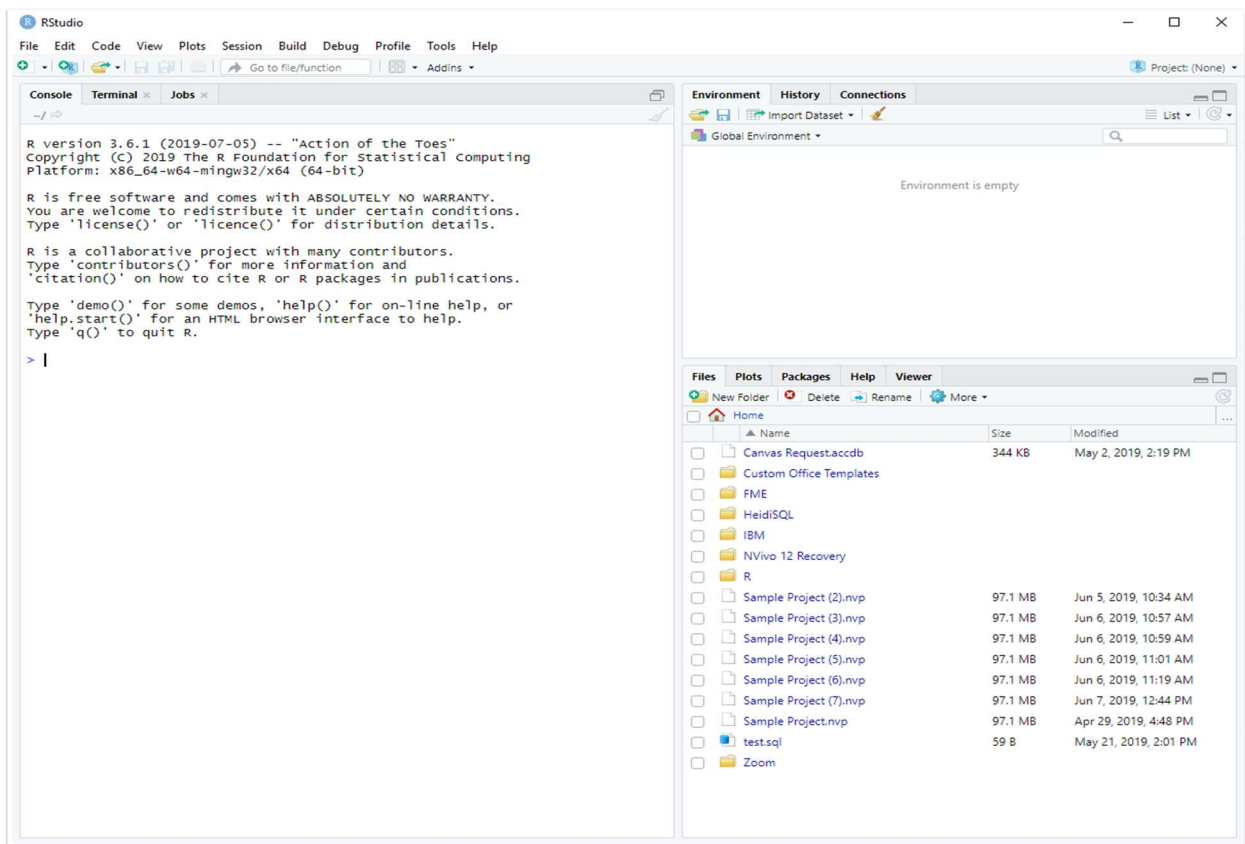 RStudio
File Edit Code View Plots Session Build Debug Profile Tools Help
Go to file/function Addins Project: (None)
Console Terminal Jobs
~/
R version 3.6.1 (2019-07-05) -- "Action of the Toes"
Copyright (C) 2019 The R Foundation for Statistical Computing
Platform: x86_64-w64-mingw32/x64 (64-bit)
R is free software and comes with ABSOLUTELY NO WARRANTY.
You are welcome to redistribute it under certain conditions.
Type 'license()' or 'licence()' for distribution details.
R is a collaborative project with many contributors.
Type 'contributors()' for more information and
'citation()' on how to cite R or R packages in publications.
Type 'demo()' for some demos, 'help()' for on-line help, or
'help.start()' for an HTML browser interface to help.
Type 'q()' to quit R.
>
Environment History Connections
Import Dataset List
Global Environment
Environment is empty
Files Plots Packages Help Viewer
New Folder Delete Rename More
Home ...
Name Size Modified
Canvas Request.accdb 344 KB May 2, 2019, 2:19 PM
Custom Office Templates
FME
HeidiSQL
IBM
NVivo 12 Recovery
R
Sample Project (2).nvp 97.1 MB Jun 5, 2019, 10:34 AM
Sample Project (3).nvp 97.1 MB Jun 6, 2019, 10:57 AM
Sample Project (4).nvp 97.1 MB Jun 6, 2019, 10:59 AM
Sample Project (5).nvp 97.1 MB Jun 6, 2019, 11:01 AM
Sample Project (6).nvp 97.1 MB Jun 6, 2019, 11:19 AM
Sample Project (7).nvp 97.1 MB Jun 7, 2019, 12:44 PM
Sample Project.nvp 97.1 MB Apr 29, 2019, 4:48 PM
test.sql 59 B May 21, 2019, 2:01 PM
Zoom